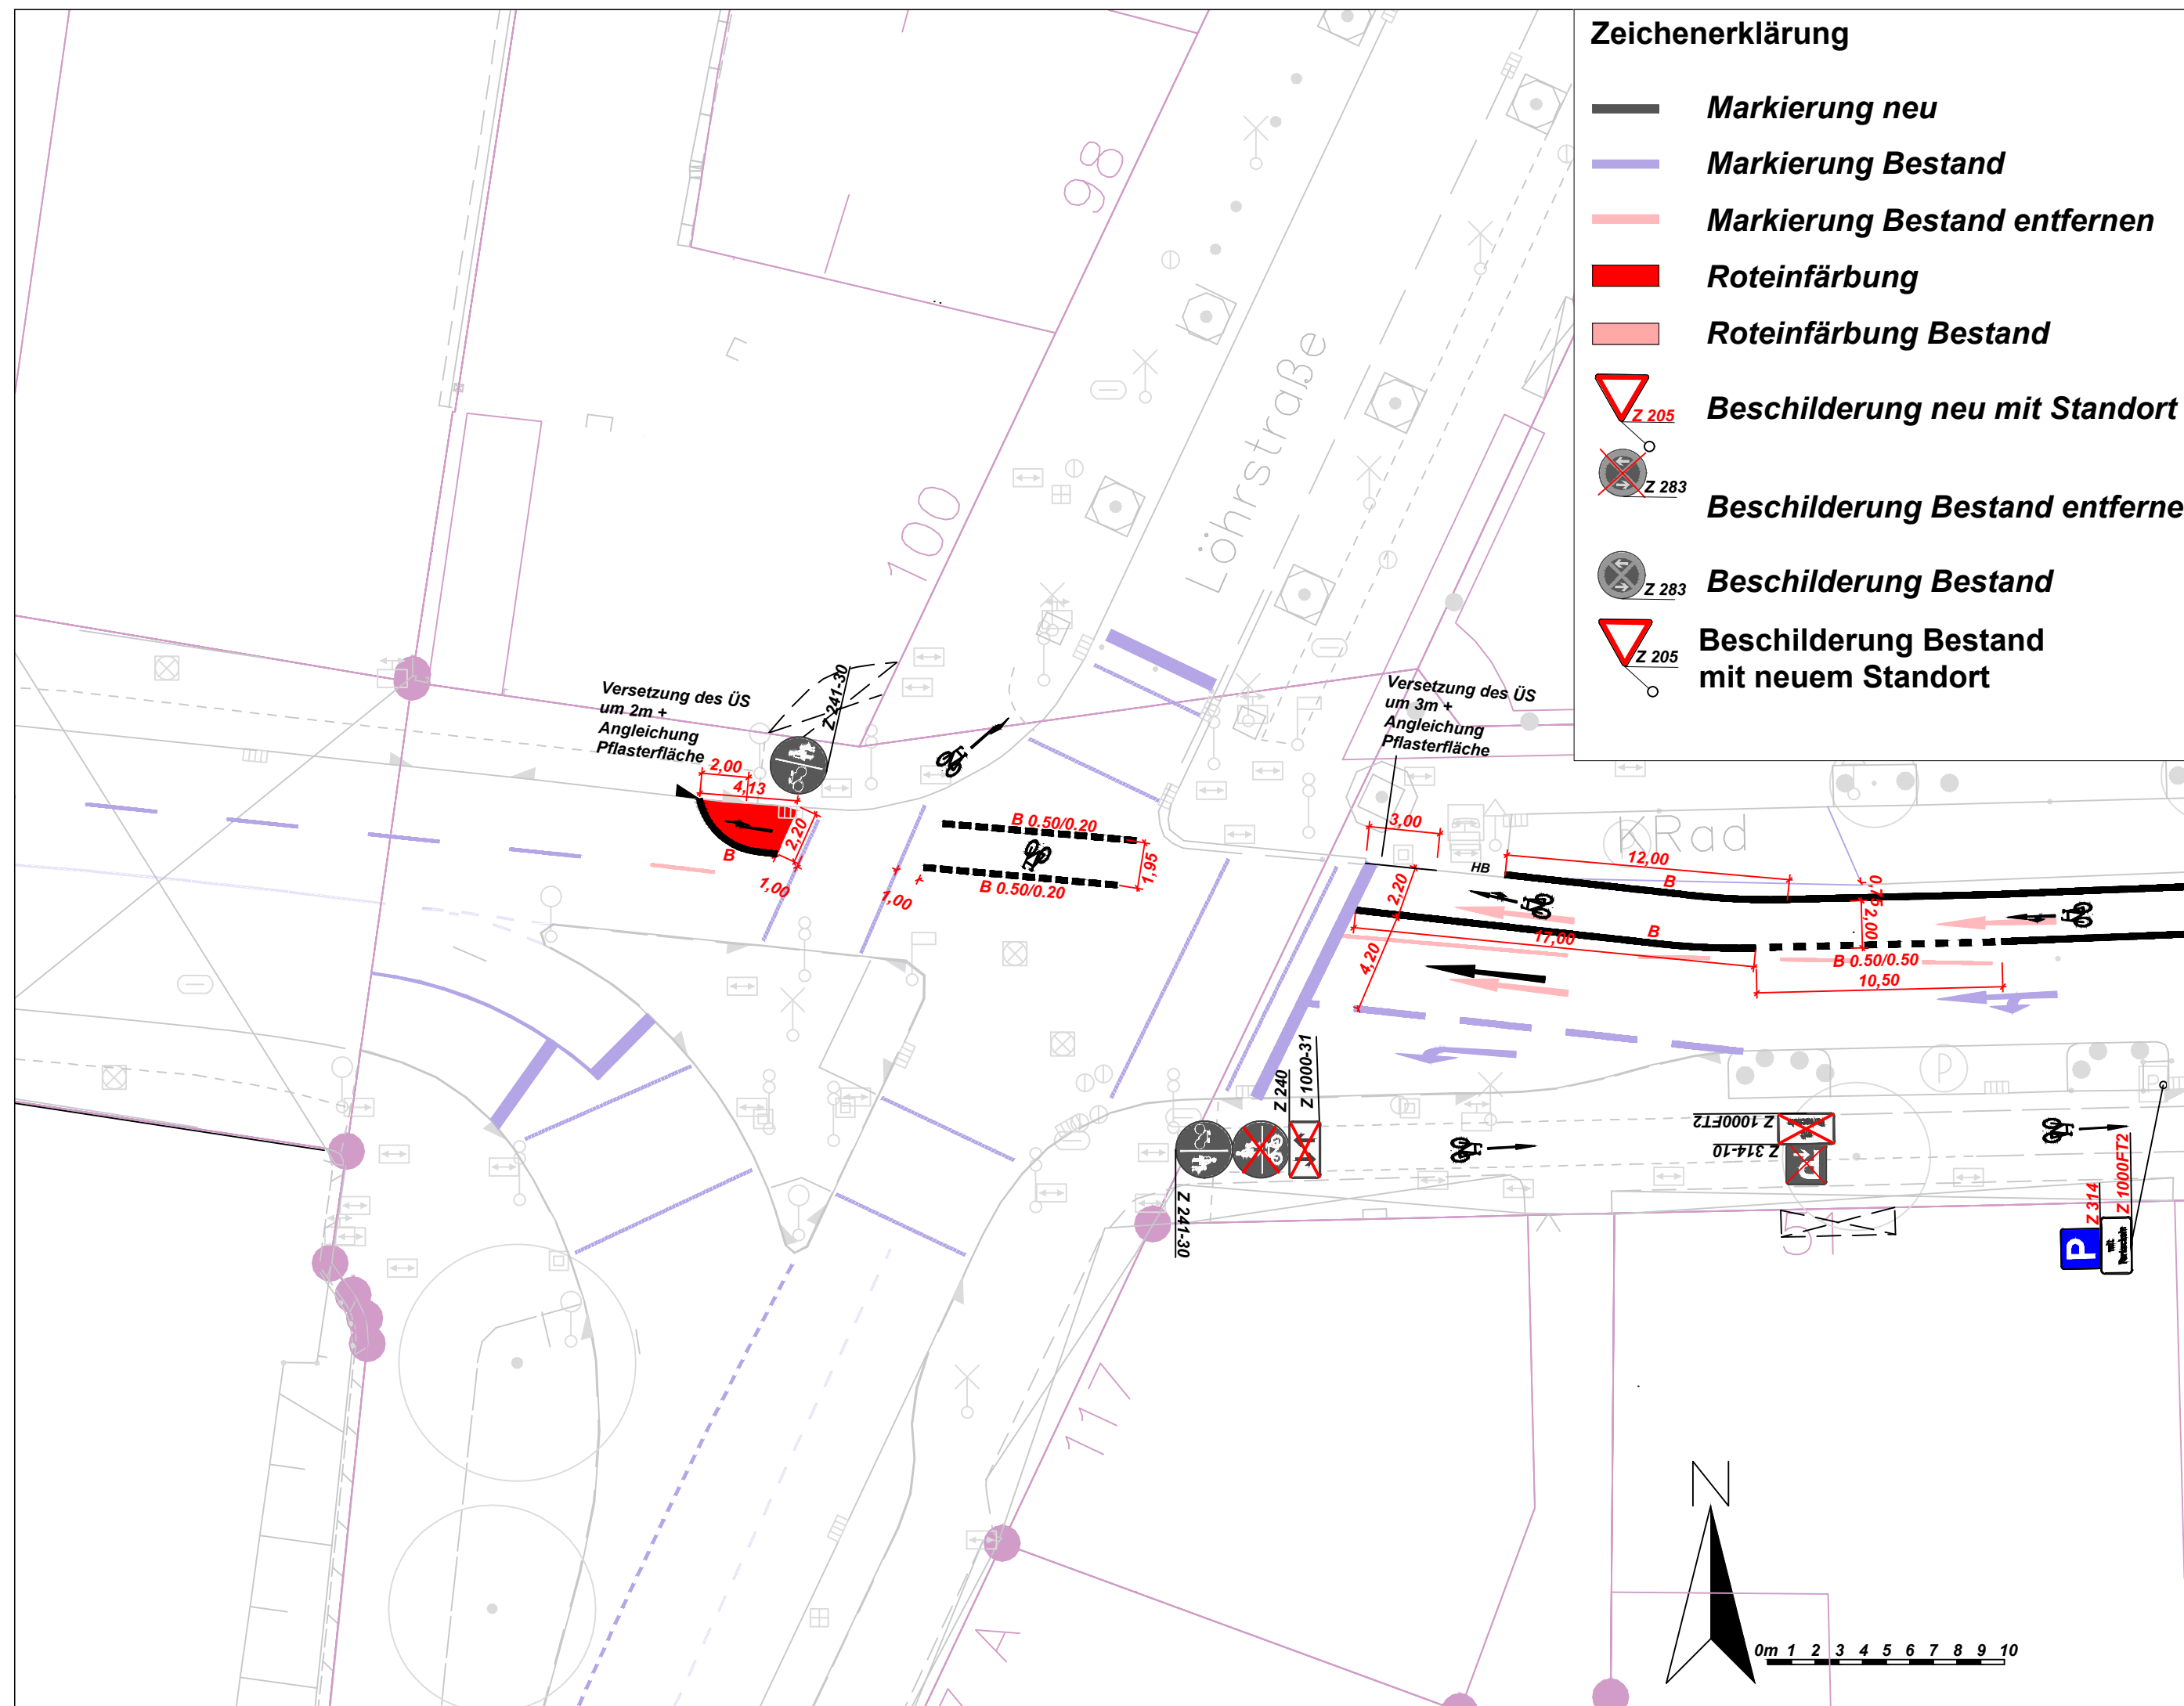 Zeichenerklärung
Markierung neu
Markierung Bestand
Markierung Bestand entfernen
Roteinfärbung
Roteinfärbung Bestand
Z 205
Beschilderung neu mit Standort
Z 283
Beschilderung Bestand entferne
Z 283
Beschilderung Bestand
Z 205
Beschilderung Bestand
mit neuem Standort
98
100
Löhrstraße
Versetzung des ÜS
um 2m +
Angleichung
Pflasterfläche
Z 241-30
2,00
4,13
2,20
B
1,00
1,00
B 0.50/0.20
B 0.50/0.20
1,95
Versetzung des ÜS
um 3m +
Angleichung
Pflasterfläche
3,00
HB
KRad
12,00
B
2,20
0,75
2,00
17,00
B
4,20
B 0.50/0.50
10,50
P
Z 240
Z 1000-31
Z 241-30
Z 1000FT2
Z 314-10
51
Z 314
Z 1000FT2
P
mit
117
A
N
0m 1 2 3 4 5 6 7 8 9 10